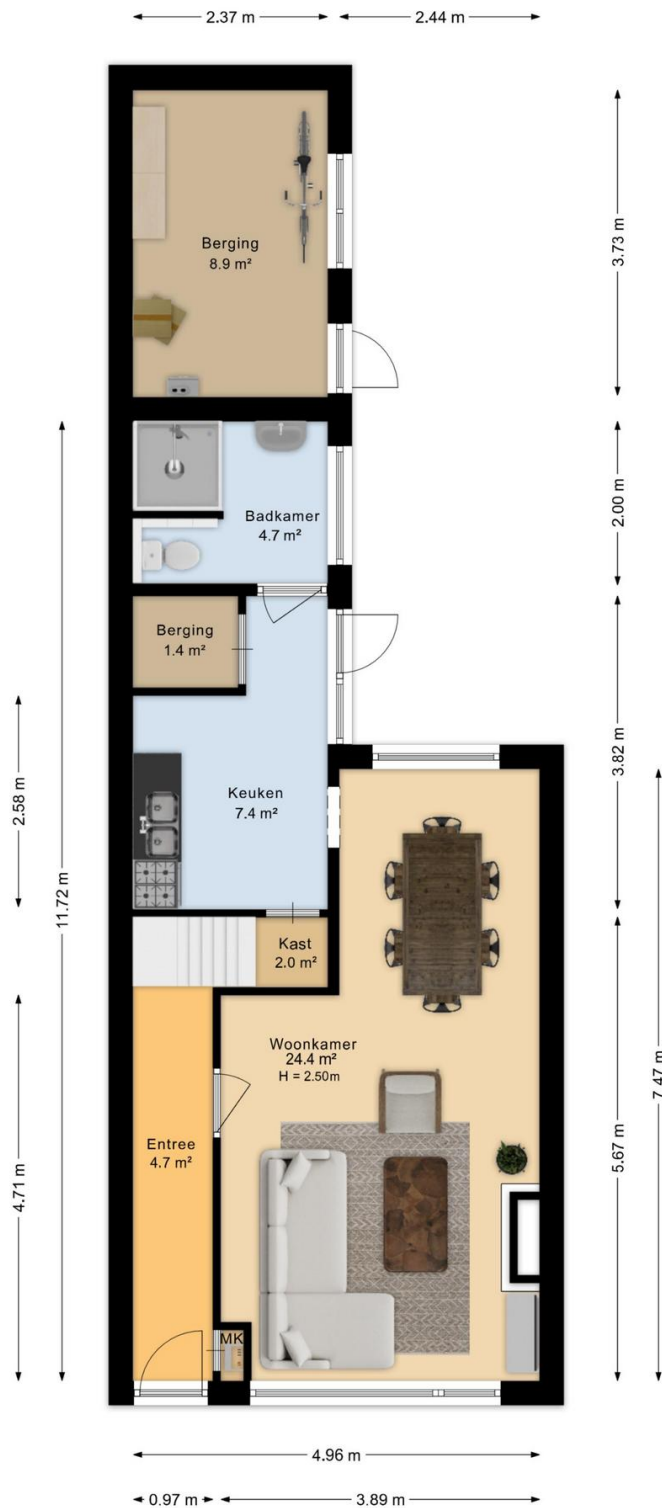 2.37 m
2.44 m
Berging
8.9 m²
3.73 m
Badkamer
4.7 m²
2.00 m
Berging
1.4 m²
Keuken
7.4 m²
2.58 m
3.82 m
11.72 m
Kast
2.0 m²
Woonkamer
24.4 m²
H = 2.50m
7.47 m
Entree
4.7 m²
4.71 m
5.67 m
MK
4.96 m
0.97 m
3.89 m